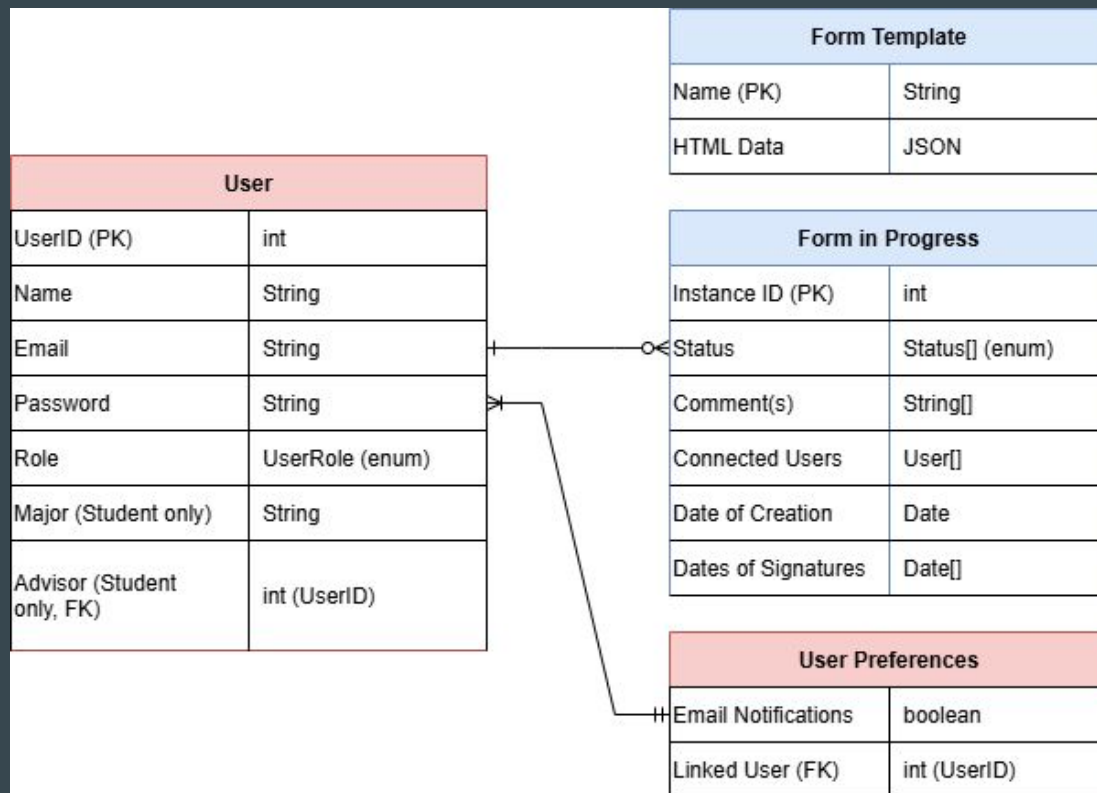 Form Template
Name (PK) String
HTML Data JSON
User
UserID (PK) int
Name String
Email String
Password String
Role UserRole (enum)
Major (Student only) String
Advisor (Student
only, FK) int (UserID)
Form in Progress
Instance ID (PK) int
Status Status[] (enum)
Comment(s) String[]
Connected Users User[]
Date of Creation Date
Dates of Signatures Date[]
User Preferences
Email Notifications boolean
Linked User (FK) int (UserID)